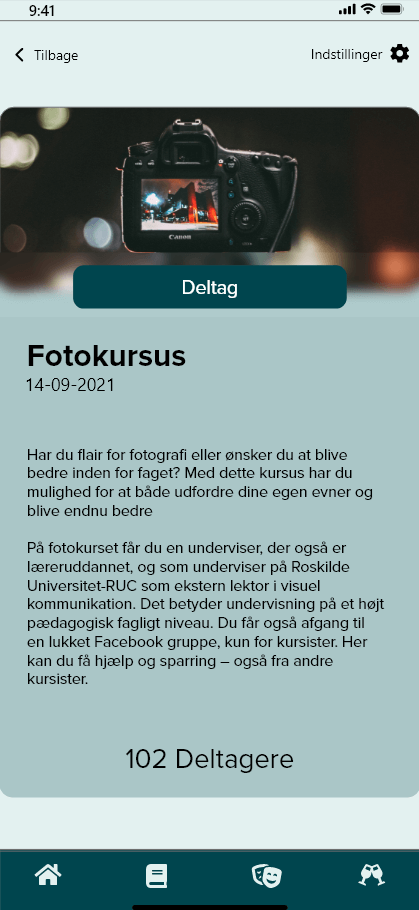 9:41
Tilbage
Indstillinger
Canon
Deltag
Fotokursus
14-09-2021
Har du flair for fotografi eller ønsker du at blive
bedre inden for faget? Med dette kursus har du
mulighed for at både udfordre dine egen evner og
blive endnu bedre
På fotokurset får du en underviser, der også er
læreruddannet, og som underviser på Roskilde
Universitet-RUC som ekstern lektor i visuel
kommunikation. Det betyder undervisning på et højt
pædagogisk fagligt niveau. Du får også afgang til
en lukket Facebook gruppe, kun for kursister. Her
kan du få hjælp og sparring – også fra andre
kursister.
102 Deltagere